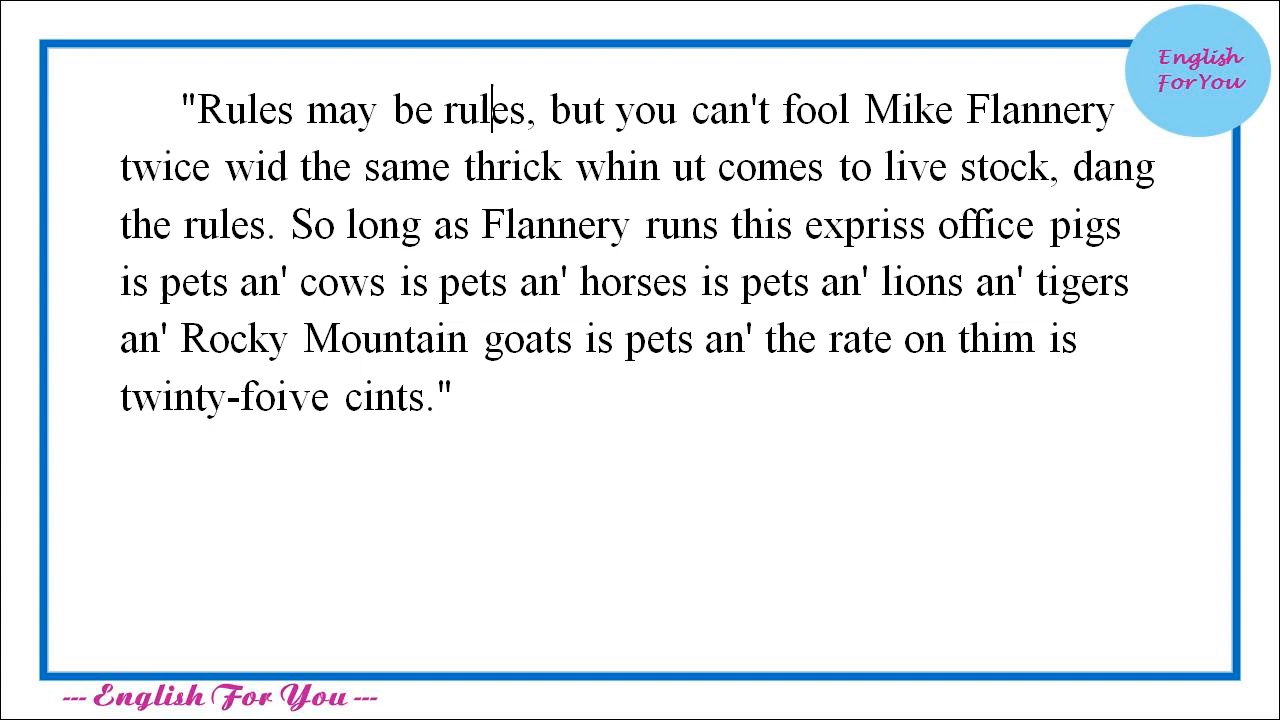 English
ForYou
"Rules may be rules, but you can't fool Mike Flannery
twice wid the same thrick whin ut comes to live stock, dang
the rules. So long as Flannery runs this expriss office pigs
is pets an' cows is pets an' horses is pets an' lions an' tigers
an' Rocky Mountain goats is pets an' the rate on thim is
twinty-foive cints."
--- English For You ---